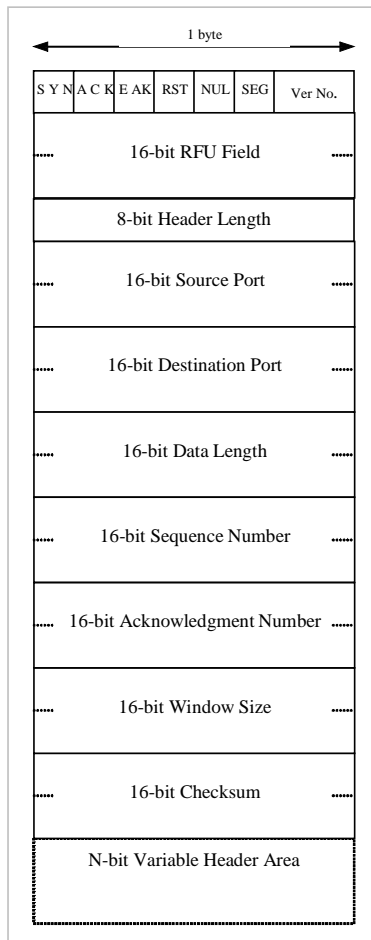 1 byte
S Y N A C K E AK RST NUL SEG Ver No.
16-bit RFU Field
8-bit Header Length
16-bit Source Port
16-bit Destination Port
16-bit Data Length
16-bit Sequence Number
16-bit Acknowledgment Number
16-bit Window Size
16-bit Checksum
N-bit Variable Header Area